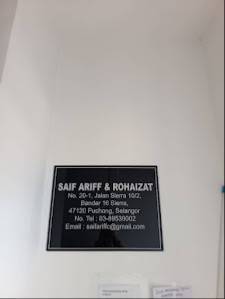 SAIF ARIFF & ROHAIZAT
No. 20-1, Jalan Sierra 10/2,
Bandar 16 Sierra,
47120 Puchong, Selangor
No. Tel : 03-89539002
Email : saifariffc@gmail.com